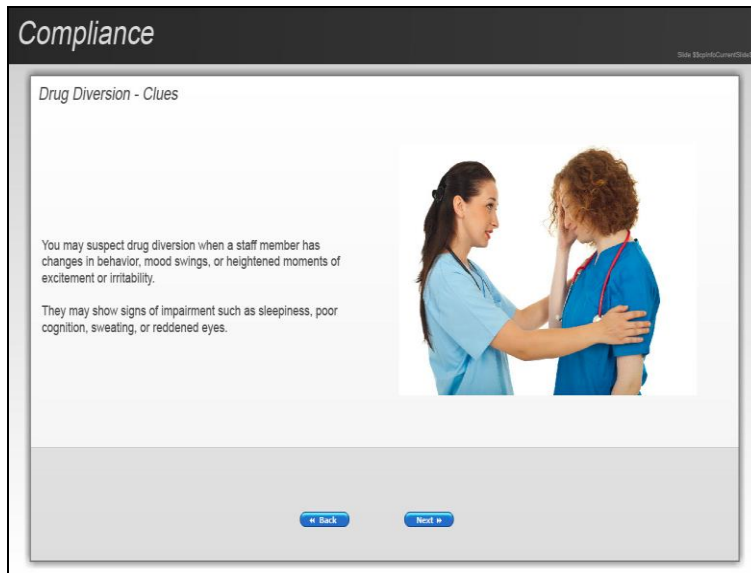 Compliance
Slide $$cpInfoCurrentSlide$
Drug Diversion - Clues
You may suspect drug diversion when a staff member has
changes in behavior, mood swings, or heightened moments of
excitement or irritability.
They may show signs of impairment such as sleepiness, poor
cognition, sweating, or reddened eyes.
Back
Next